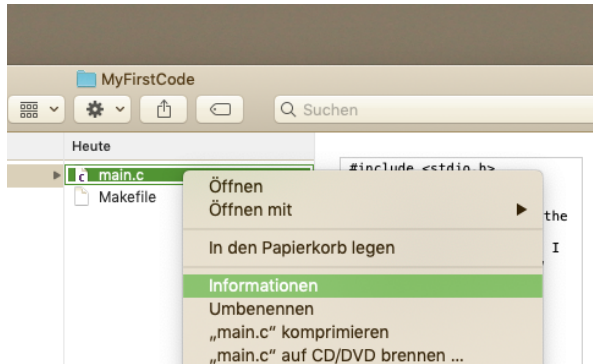 MyFirstCode
Suchen
Heute
main.c
Makefile
#include <stdio.h>
the
I
Öffnen
Öffnen mit
In den Papierkorb legen
Informationen
Umbenennen
„main.c“ komprimieren
„main.c“ auf CD/DVD brennen ...